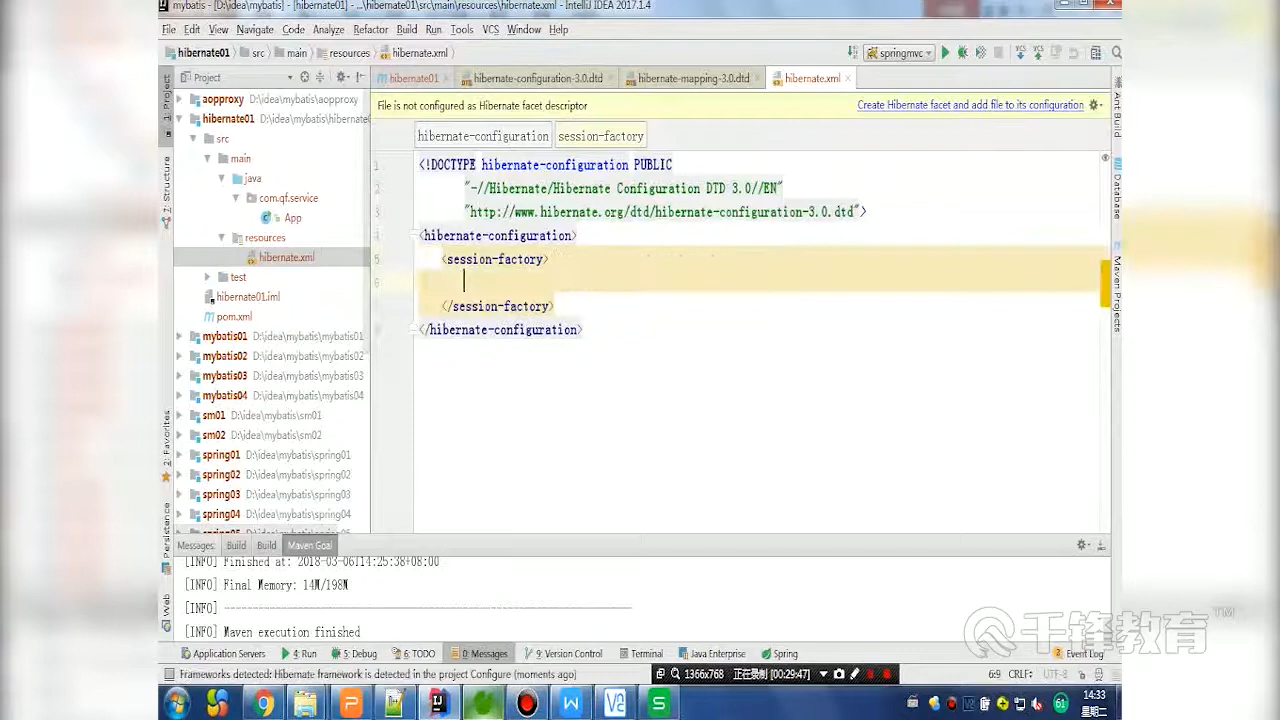 mybatis - [D:\idea\mybatis] - [hibernate01] - ...\hibernate01\src\main\resources\hibernate.xml - IntelliJ IDEA 2017.1.4
File Edit View Navigate Code Analyze Refactor Build Run Tools VCS Window Help
hibernate01 src main resources hibernate.xml springmvc
Project hibernate01 hibernate-configuration-3.0.dtd hibernate-mapping-3.0.dtd hibernate.xml
File is not configured as Hibernate facet descriptor Create Hibernate facet and add file to its configuration
hibernate-configuration session-factory
1 <!DOCTYPE hibernate-configuration PUBLIC
2 "-//Hibernate/Hibernate Configuration DTD 3.0//EN"
3 "http://www.hibernate.org/dtd/hibernate-configuration-3.0.dtd">
<hibernate-configuration>
5 <session-factory>
6
</session-factory>
</hibernate-configuration>
aopproxy D:\idea\mybatis\aopproxy
hibernate01 D:\idea\mybatis\hibernate
src
main
java
com.qf.service
App
resources
hibernate.xml
test
hibernate01.iml
pom.xml
mybatis01 D:\idea\mybatis\mybatis01
mybatis02 D:\idea\mybatis\mybatis02
mybatis03 D:\idea\mybatis\mybatis03
mybatis04 D:\idea\mybatis\mybatis04
sm01 D:\idea\mybatis\sm01
sm02 D:\idea\mybatis\sm02
spring01 D:\idea\mybatis\spring01
spring02 D:\idea\mybatis\spring02
spring03 D:\idea\mybatis\spring03
spring04 D:\idea\mybatis\spring04
1: Project
7: Structure
2: Favorites
Persistence
Web
Ant Build
Database
Maven Projects
Messages: Build Build Maven Goal
[INFO] Finished at: 2018-03-06T14:25:38+08:00
[INFO] Final Memory: 14M/198M
[INFO] ------------------------------------------------------------------------
[INFO] Maven execution finished
千锋教育 TM
Application Servers 4: Run 5: Debug 0: Messages 9: Version Control Terminal Java Enterprise Spring Event Log
Frameworks detected: Hibernate framework is detected in the project Configure (moments ago) 1366x768 正在录制 [00:29:47] 6:9 CRLF: UTF-8
61 14:33
星期二